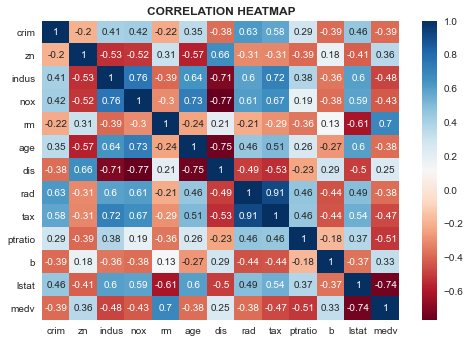 CORRELATION HEATMAP
crim 1 -0.2 0.41 0.42 -0.22 0.35 -0.38 0.63 0.58 0.29 -0.39 0.46 -0.39 1.0
zn -0.2 1 -0.53 -0.52 0.31 -0.57 0.66 -0.31 -0.31 -0.39 0.18 -0.41 0.36 0.8
indus 0.41 -0.53 1 0.76 -0.39 0.64 -0.71 0.6 0.72 0.38 -0.36 0.6 -0.48 0.6
nox 0.42 -0.52 0.76 1 -0.3 0.73 -0.77 0.61 0.67 0.19 -0.38 0.59 -0.43
rm -0.22 0.31 -0.39 -0.3 1 -0.24 0.21 -0.21 -0.29 -0.36 0.13 -0.61 0.7 0.4
age 0.35 -0.57 0.64 0.73 -0.24 1 -0.75 0.46 0.51 0.26 -0.27 0.6 -0.38 0.2
dis -0.38 0.66 -0.71 -0.77 0.21 -0.75 1 -0.49 -0.53 -0.23 0.29 -0.5 0.25 0.0
rad 0.63 -0.31 0.6 0.61 -0.21 0.46 -0.49 1 0.91 0.46 -0.44 0.49 -0.38
tax 0.58 -0.31 0.72 0.67 -0.29 0.51 -0.53 0.91 1 0.46 -0.44 0.54 -0.47 -0.2
ptratio 0.29 -0.39 0.38 0.19 -0.36 0.26 -0.23 0.46 0.46 1 -0.18 0.37 -0.51 -0.4
b -0.39 0.18 -0.36 -0.38 0.13 -0.27 0.29 -0.44 -0.44 -0.18 1 -0.37 0.33
lstat 0.46 -0.41 0.6 0.59 -0.61 0.6 -0.5 0.49 0.54 0.37 -0.37 1 -0.74 -0.6
medv -0.39 0.36 -0.48 -0.43 0.7 -0.38 0.25 -0.38 -0.47 -0.51 0.33 -0.74 1
crim zn indus nox rm age dis rad tax ptratio b lstat medv